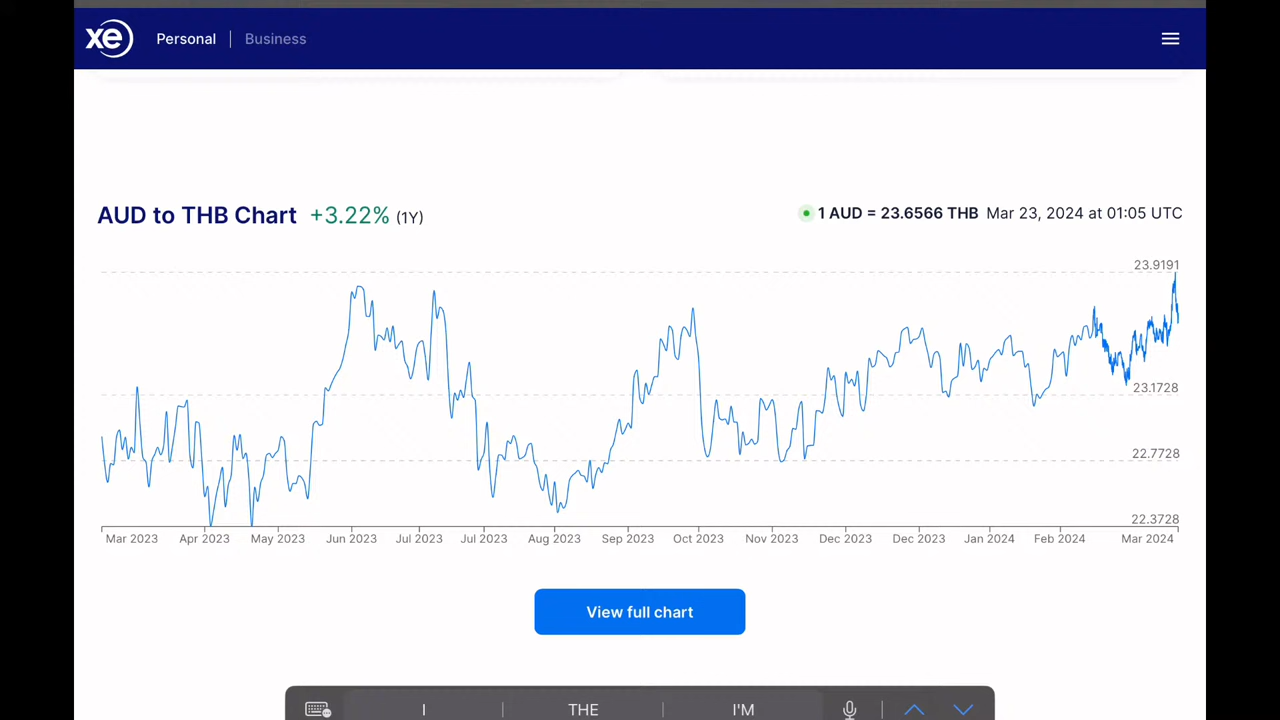 xe Personal Business
AUD to THB Chart +3.22% (1Y)
1 AUD = 23.6566 THB Mar 23, 2024 at 01:05 UTC
23.9191
23.1728
22.7728
22.3728
Mar 2023 Apr 2023 May 2023 Jun 2023 Jul 2023 Jul 2023 Aug 2023 Sep 2023 Oct 2023 Nov 2023 Dec 2023 Dec 2023 Jan 2024 Feb 2024 Mar 2024
View full chart
I THE I'M